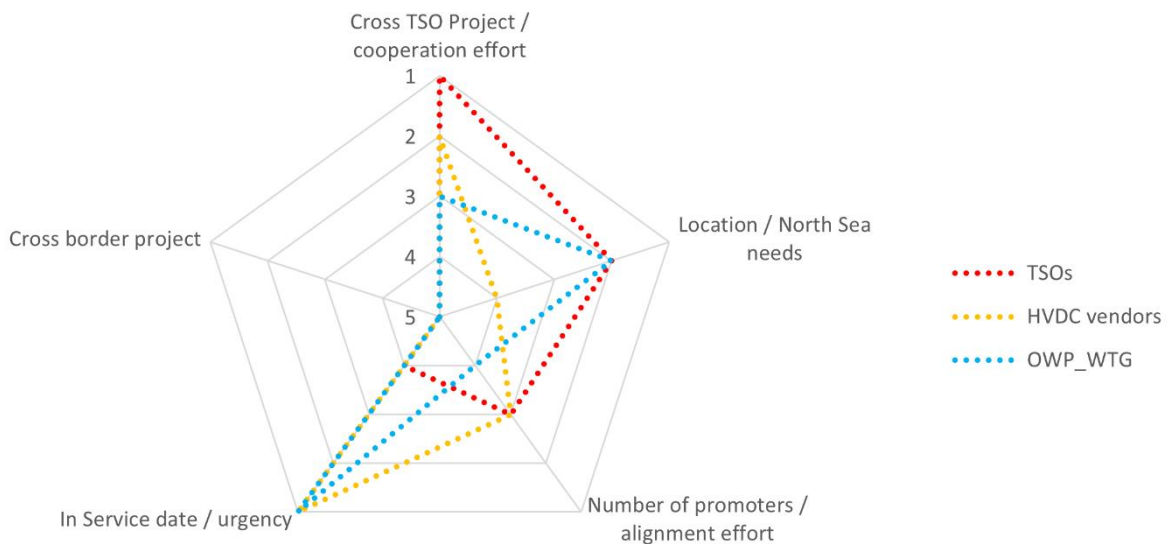 Cross TSO Project /
cooperation effort
1
2
3
4
5
Location / North Sea
needs
Number of promoters /
alignment effort
In Service date / urgency
Cross border project
TSOs
HVDC vendors
OWP_WTG